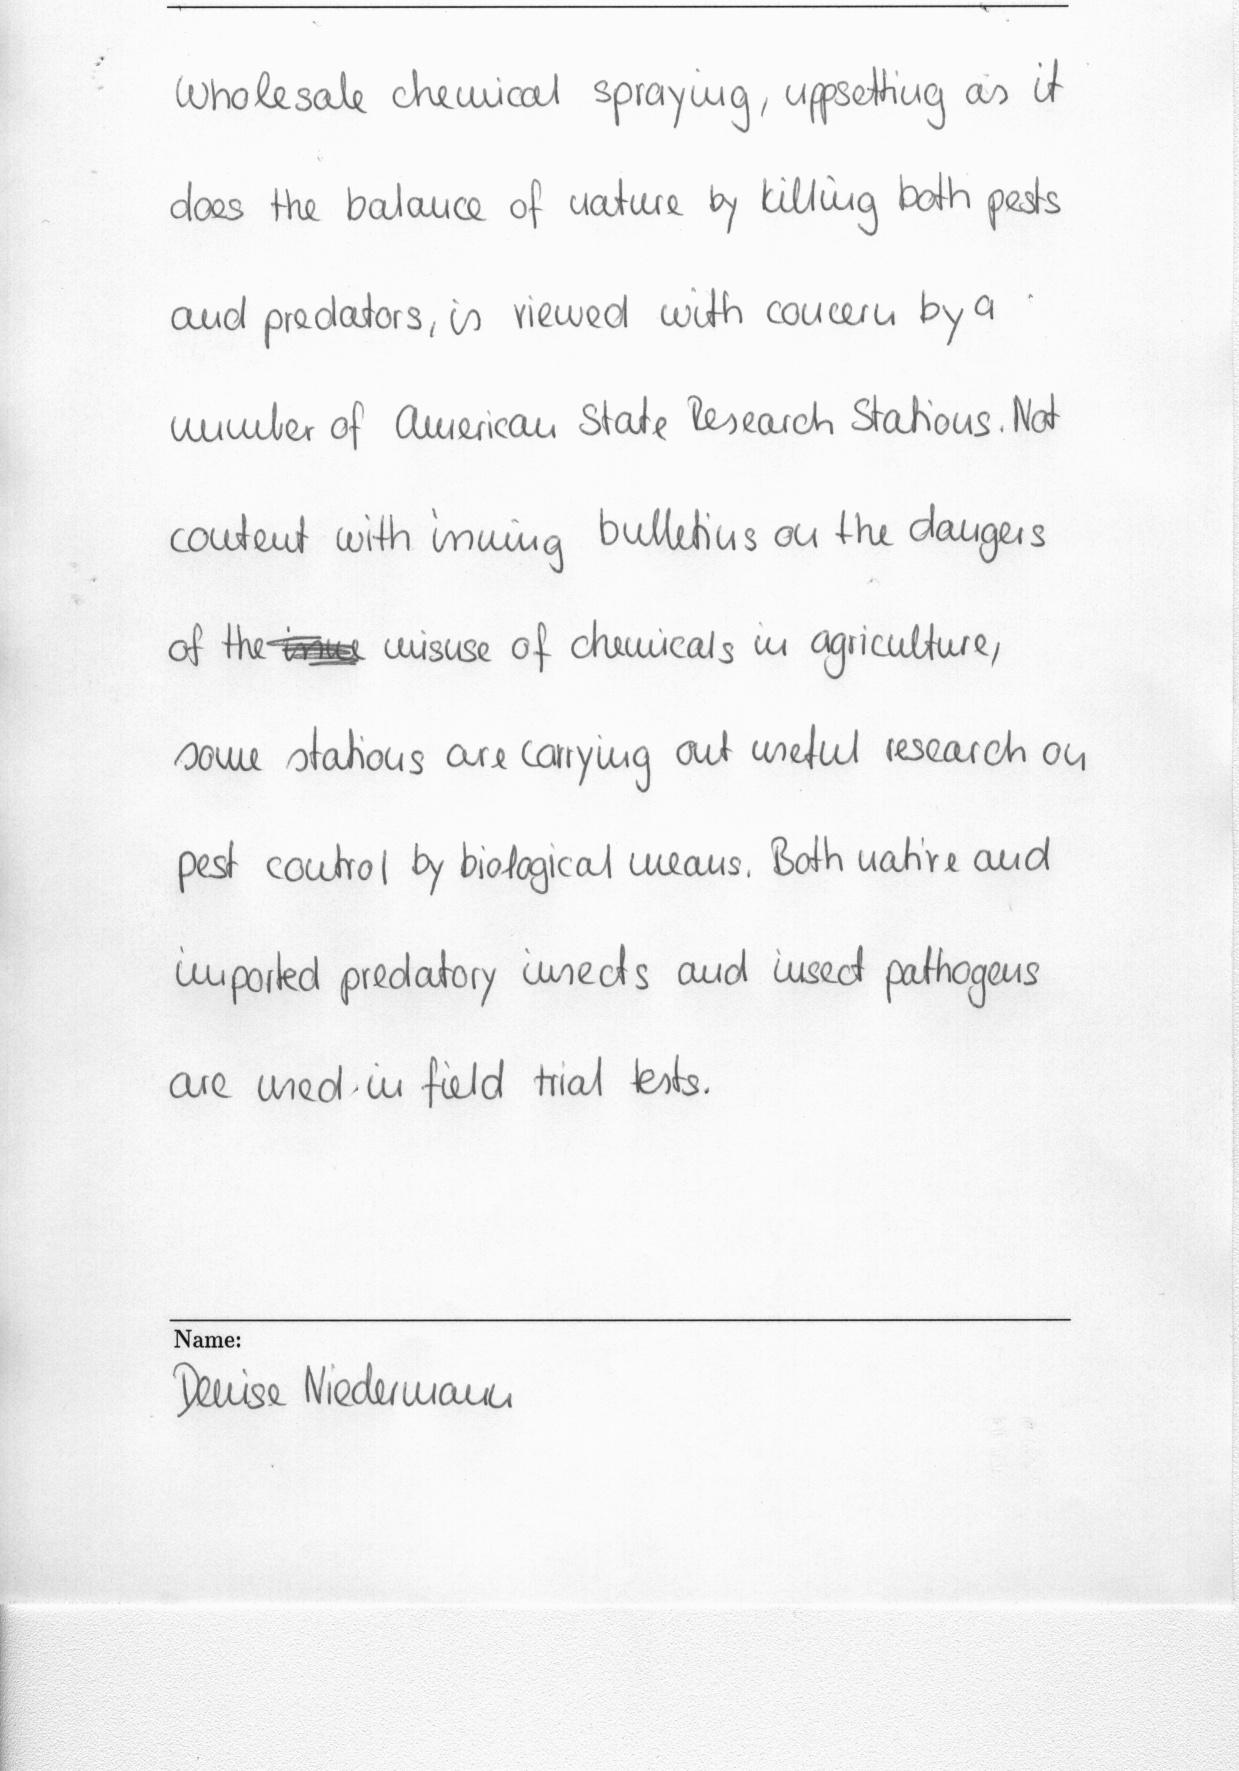 Wholesale chemical spraying, uppsetting as it
does the balance of nature by killing both pests
and predators, is viewed with concern by a
number of American State Research Stations. Not
content with issuing bulletins on the dangers
of the misuse of chemicals in agriculture,
some stations are carrying out useful research on
pest control by biological means. Both native and
imported predatory insects and insect pathogens
are used in field trial tests.
Name:
Denise Niedermann